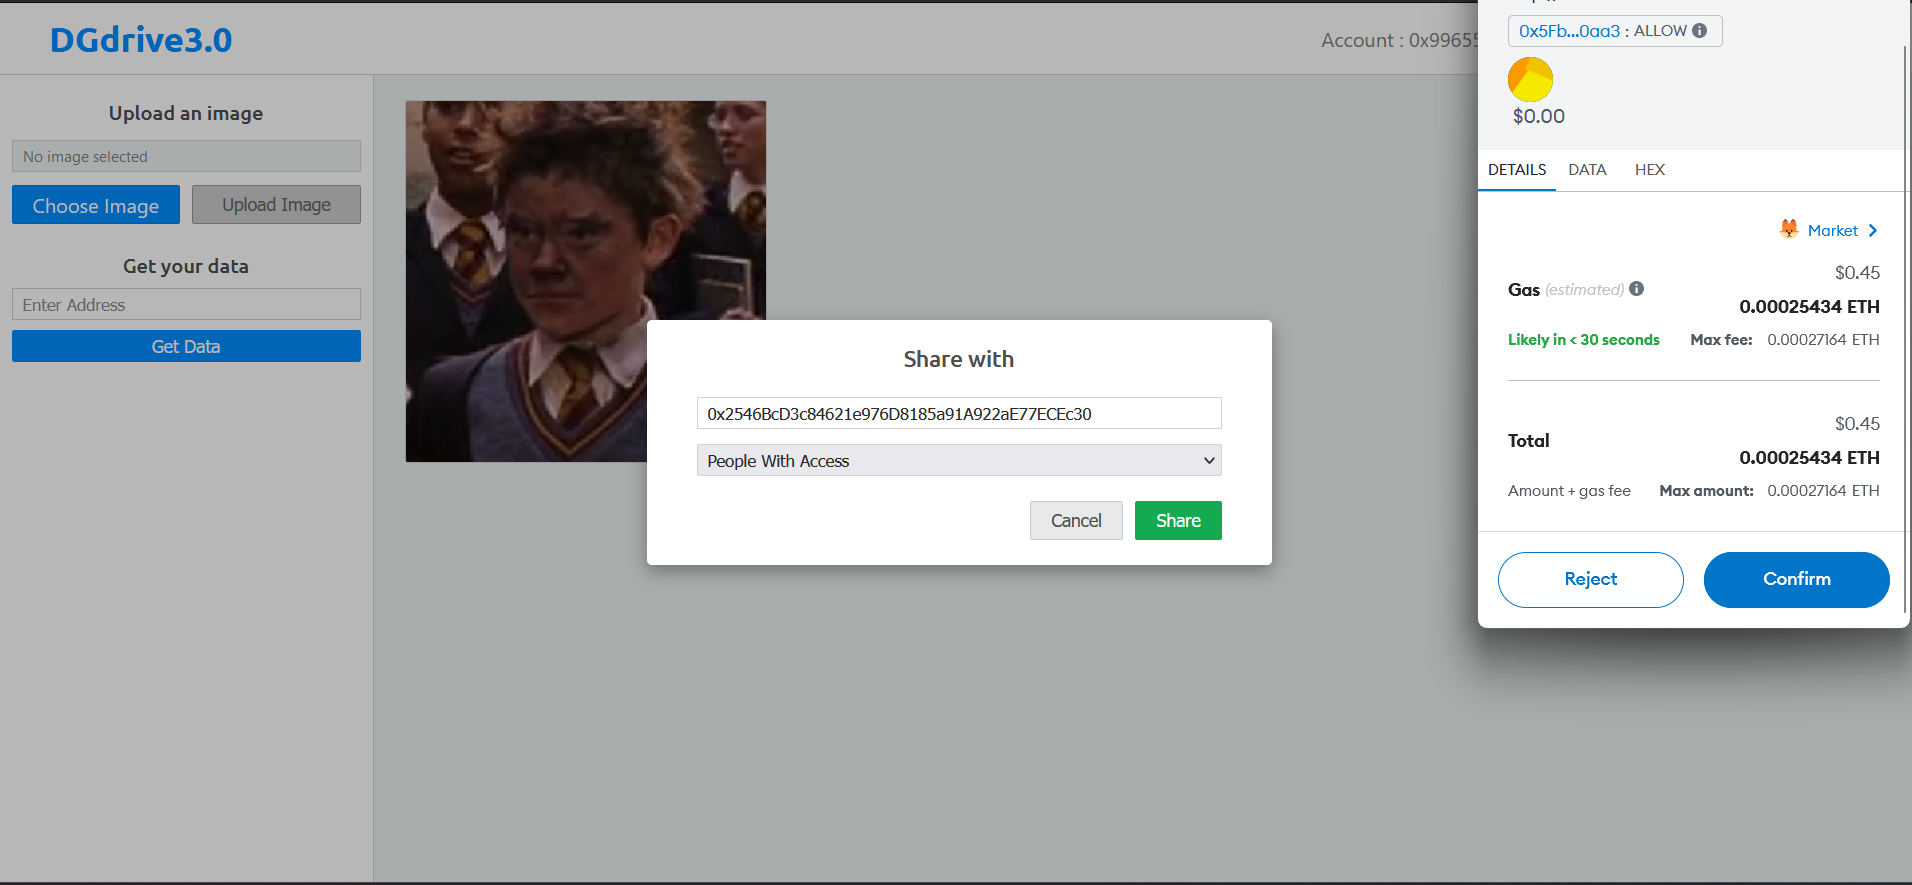 DGdrive3.0
Account : 0x99655
Upload an image
No image selected
Choose Image
Upload Image
Get your data
Enter Address
Get Data
Share with
0x2546BcD3c84621e976D8185a91A922aE77ECEc30
People With Access
Cancel
Share
0x5Fb...0aa3 : ALLOW
$0.00
DETAILS DATA HEX
Market
$0.45
Gas (estimated)
0.00025434 ETH
Likely in < 30 seconds Max fee: 0.00027164 ETH
$0.45
Total
0.00025434 ETH
Amount + gas fee Max amount: 0.00027164 ETH
Reject
Confirm